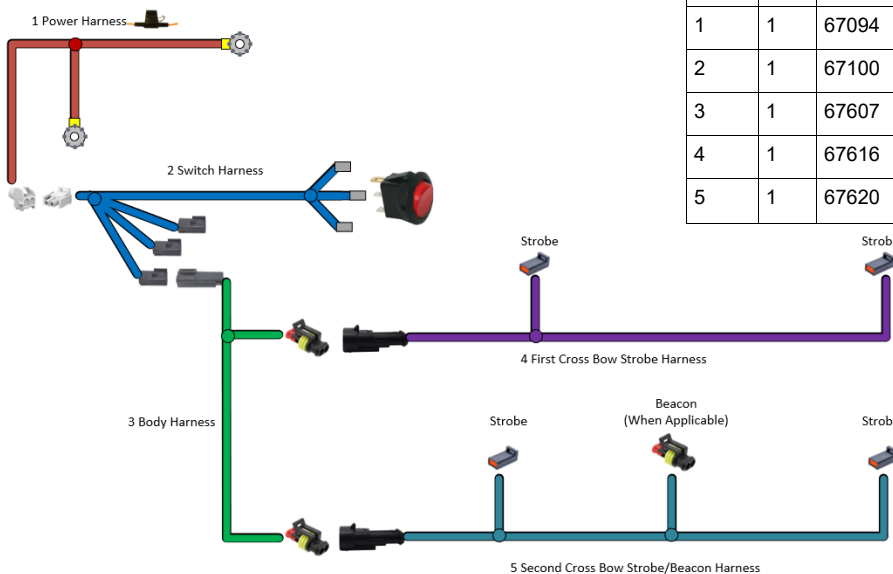 1 Power Harness
1 1 67094
2 1 67100
3 1 67607
4 1 67616
5 1 67620
2 Switch Harness
Strobe Strob
4 First Cross Bow Strobe Harness
3 Body Harness
Beacon
(When Applicable)
Strobe Strob
5 Second Cross Bow Strobe/Beacon Harness